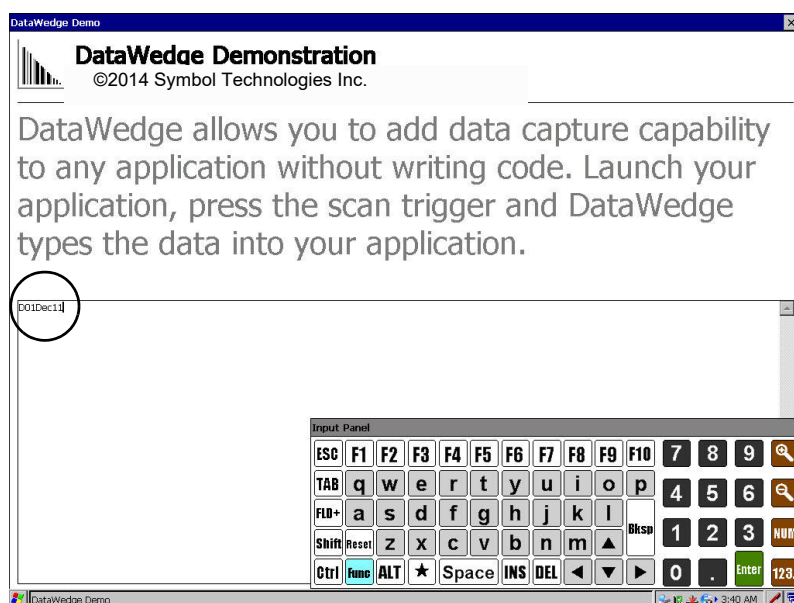 DataWedge Demo
DataWedge Demonstration
©2014 Symbol Technologies Inc.
DataWedge allows you to add data capture capability
to any application without writing code. Launch your
application, press the scan trigger and DataWedge
types the data into your application.
D01Dec11
Input Panel
ESC F1 F2 F3 F4 F5 F6 F7 F8 F9 F10 7 8 9
TAB q w e r t y u i o p 4 5 6
FLD+ a s d f g h j k l Bksp 1 2 3 NUM
Shift Reset z x c v b n m
Ctrl Func ALT ★ Space INS DEL ◄ ▼ ► 0 . Enter 123.
DataWedge Demo 3:40 AM